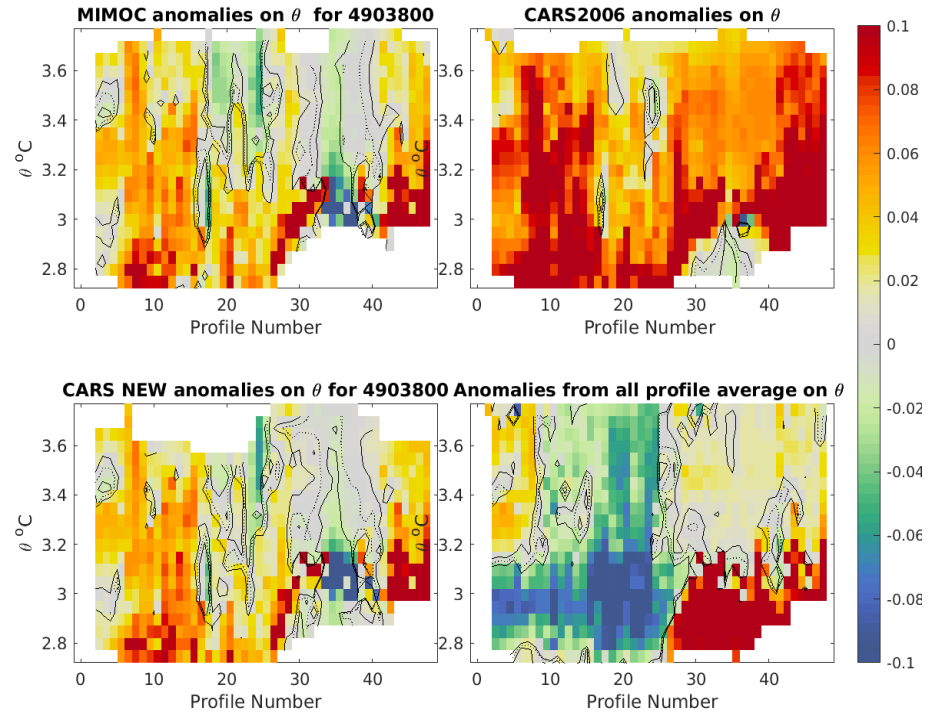 MIMOC anomalies on θ for 4903800
CARS2006 anomalies on θ
3.6
3.4
3.2
3
2.8
θ °C
0 10 20 30 40
Profile Number
3.6
3.4
3.2
3
2.8
θ °C
0 10 20 30 40
Profile Number
CARS NEW anomalies on θ for 4903800
Anomalies from all profile average on θ
3.6
3.4
3.2
3
2.8
θ °C
0 10 20 30 40
Profile Number
3.6
3.4
3.2
3
2.8
θ °C
0 10 20 30 40
Profile Number
0.1
0.08
0.06
0.04
0.02
0
-0.02
-0.04
-0.06
-0.08
-0.1